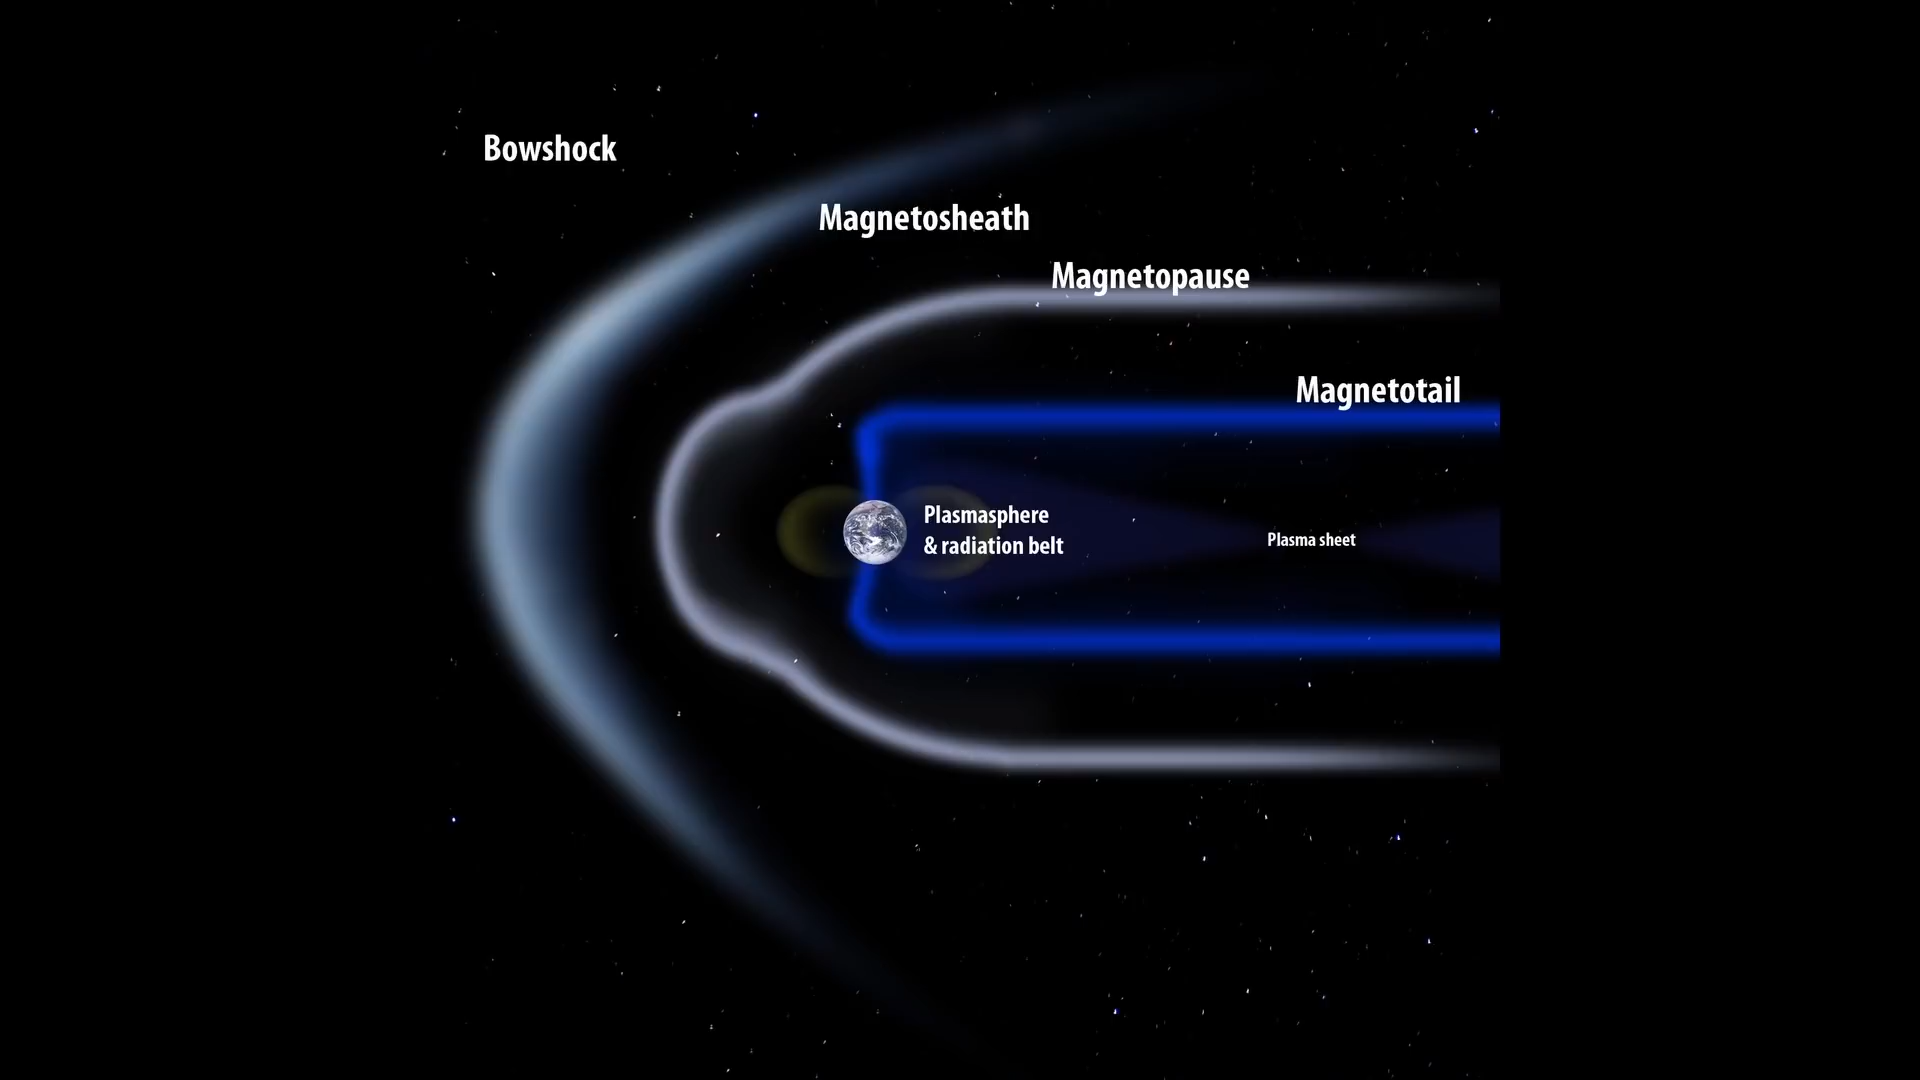 Bowshock
Magnetosheath
Magnetopause
Magnetotail
Plasmasphere
& radiation belt
Plasma sheet